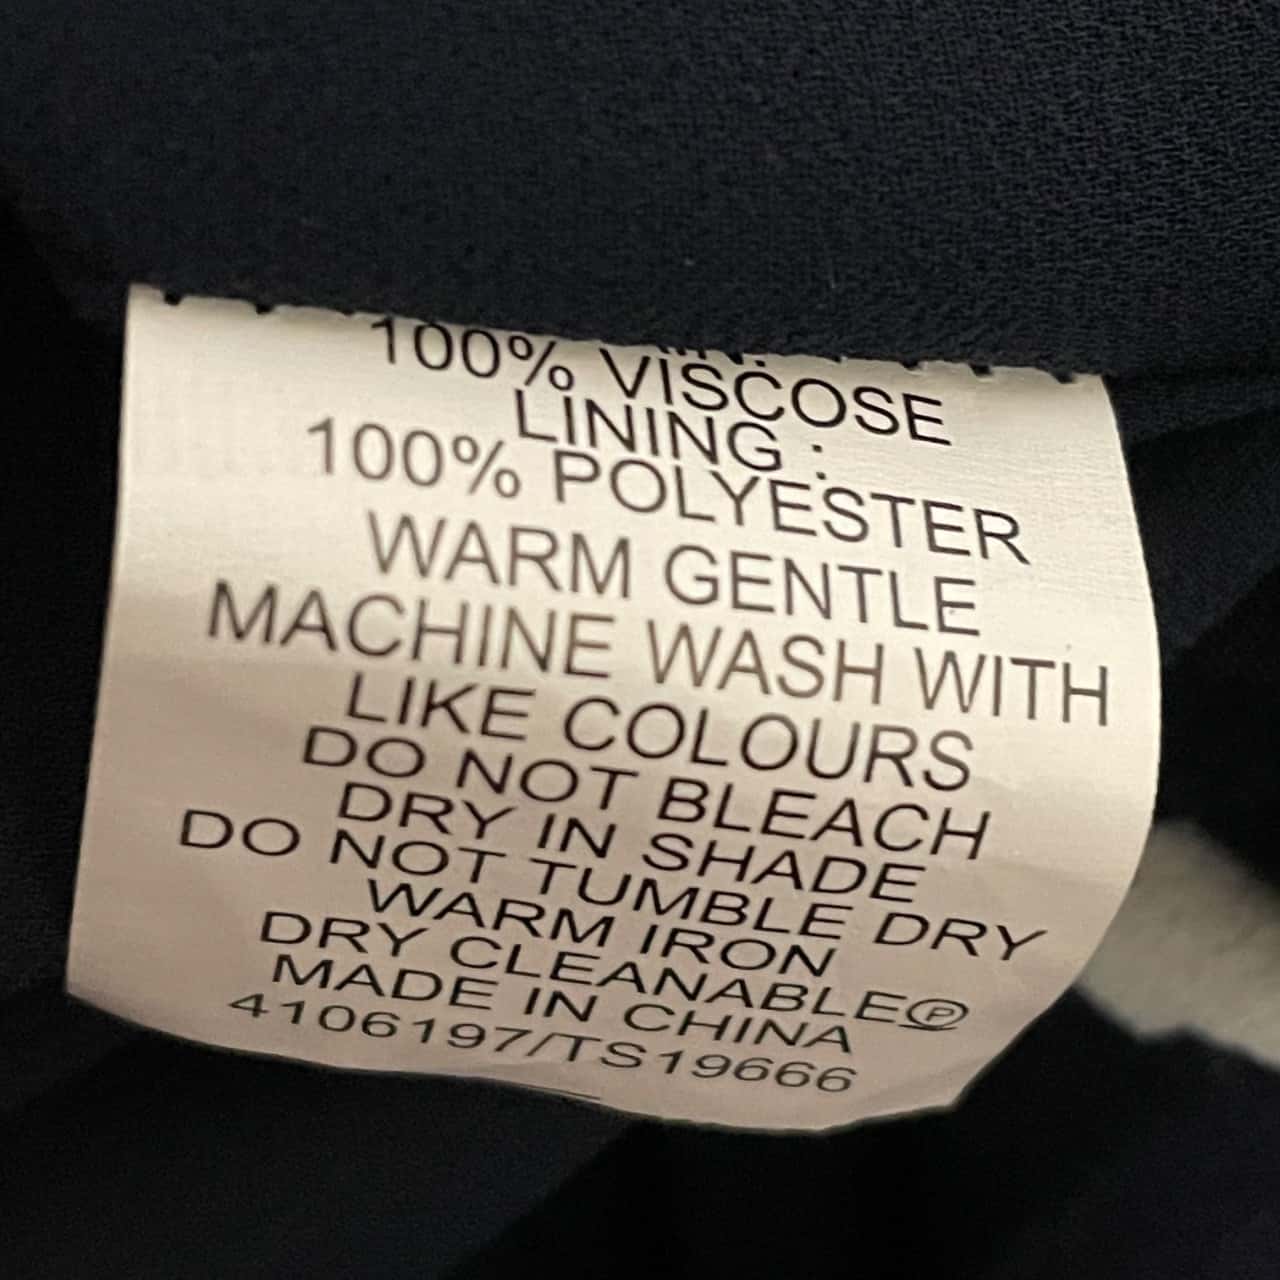 100% VISCOSE
LINING :
100% POLYESTER
WARM GENTLE
MACHINE WASH WITH
LIKE COLOURS
DO NOT BLEACH
DRY IN SHADE
DO NOT TUMBLE DRY
WARM IRON
DRY CLEANABLE Ⓟ
MADE IN CHINA
4106197/TS19666